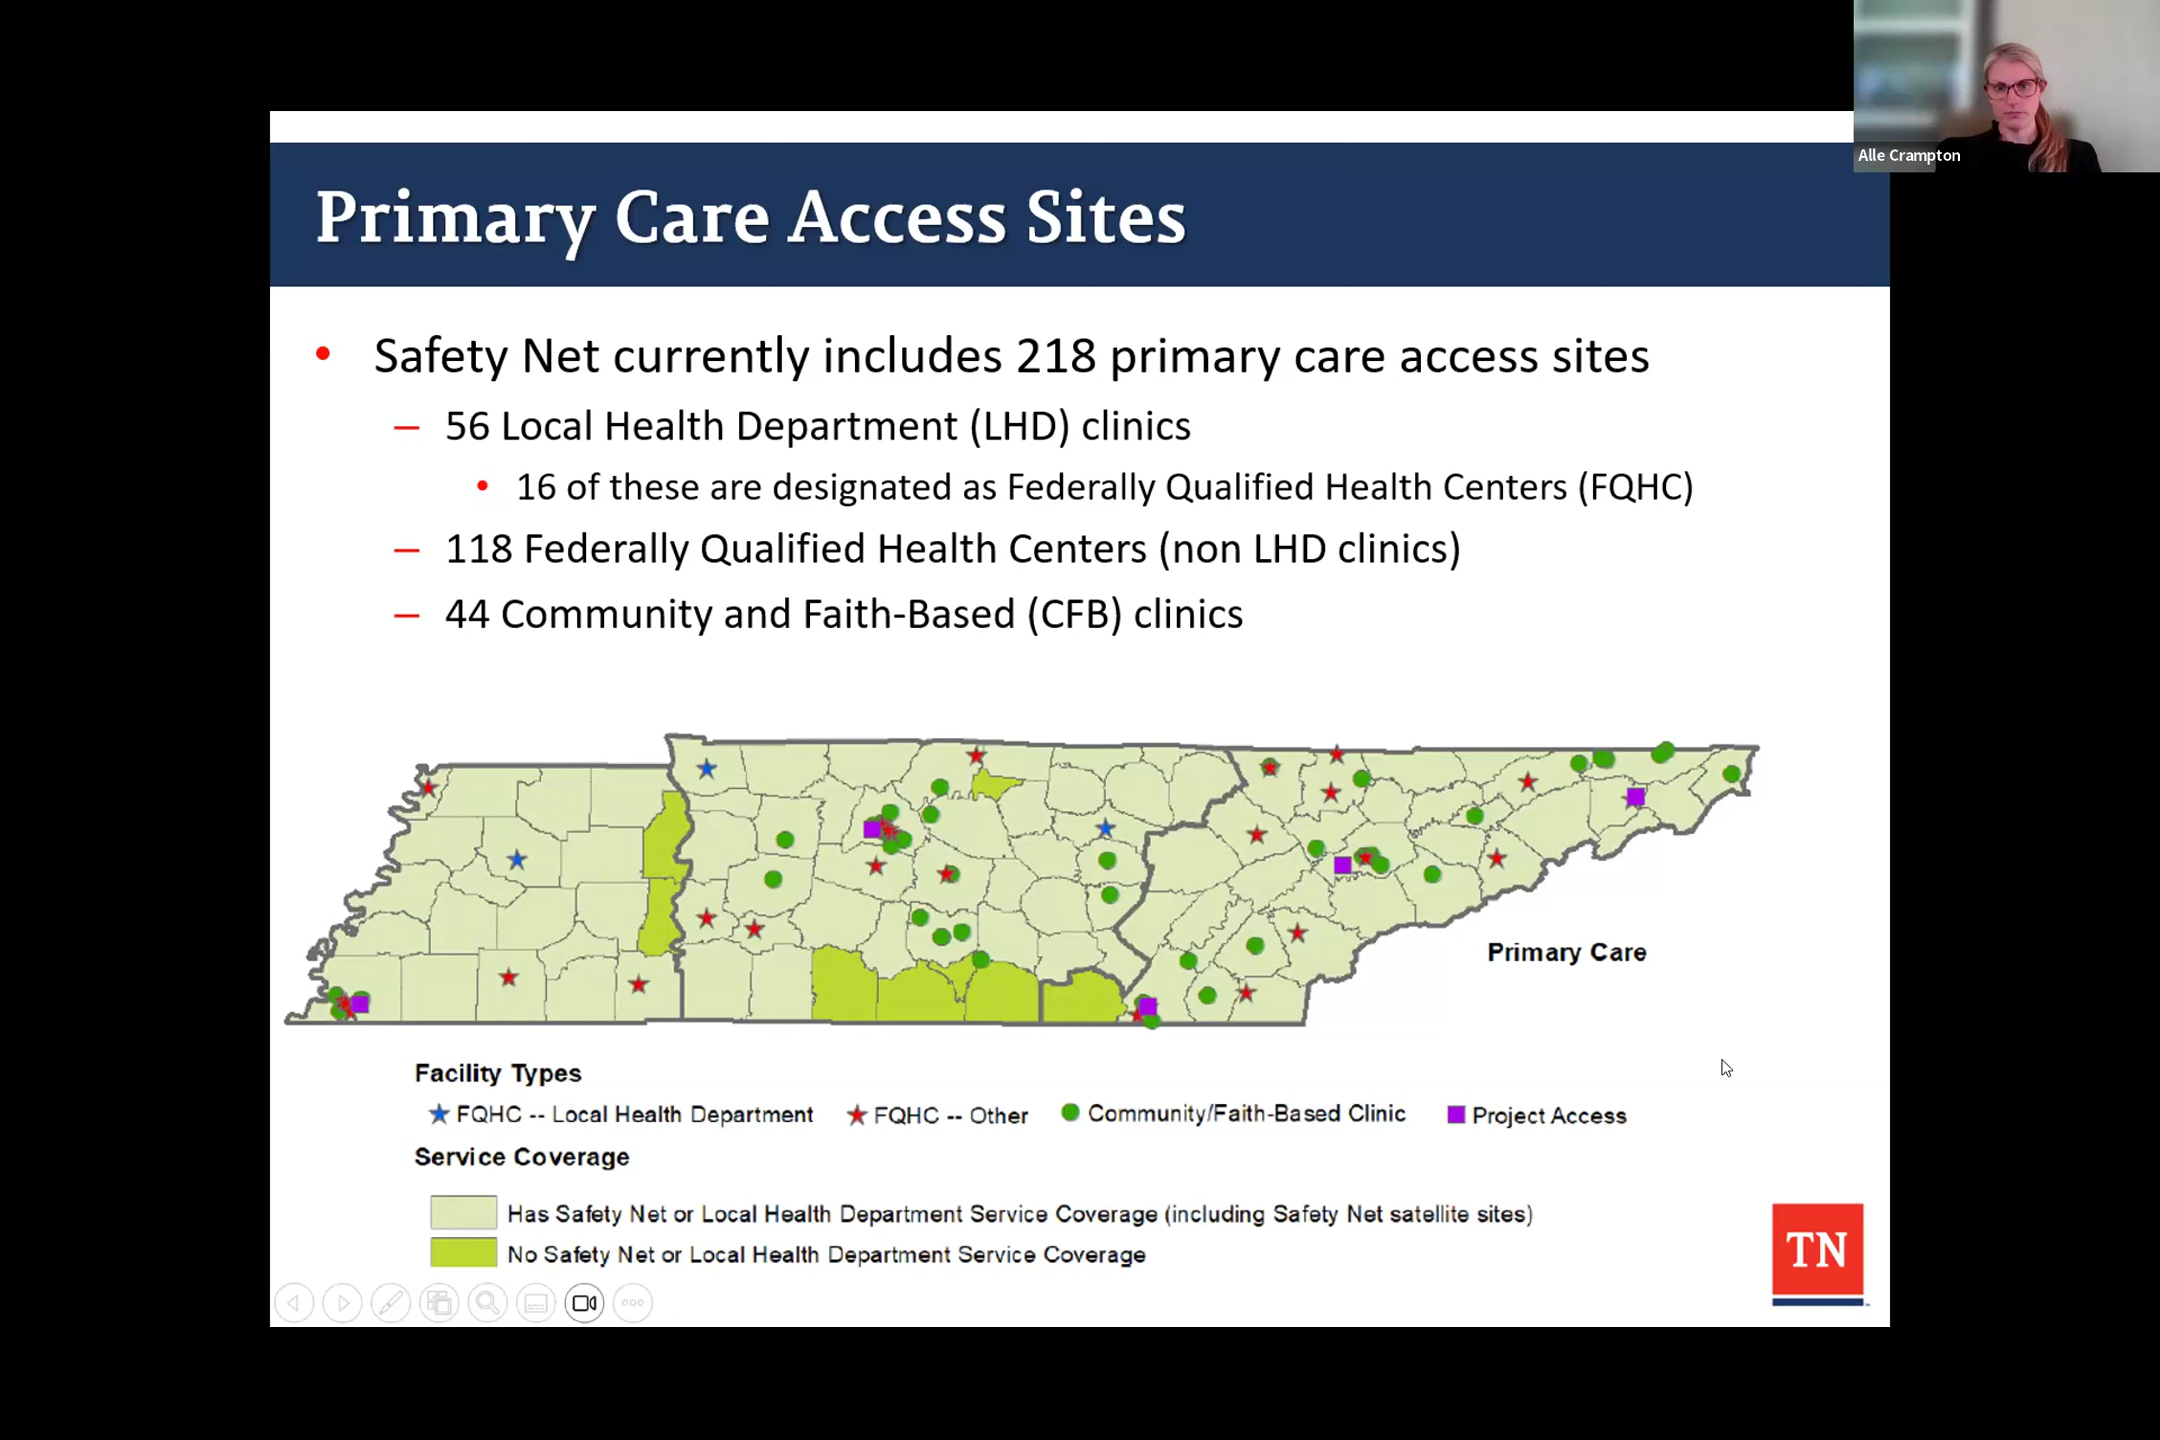 Alle Crampton
Primary Care Access Sites
• Safety Net currently includes 218 primary care access sites
– 56 Local Health Department (LHD) clinics
• 16 of these are designated as Federally Qualified Health Centers (FQHC)
– 118 Federally Qualified Health Centers (non LHD clinics)
– 44 Community and Faith-Based (CFB) clinics
Primary Care
Facility Types
FQHC -- Local Health Department
FQHC -- Other
Community/Faith-Based Clinic
Project Access
Service Coverage
Has Safety Net or Local Health Department Service Coverage (including Safety Net satellite sites)
No Safety Net or Local Health Department Service Coverage
TN